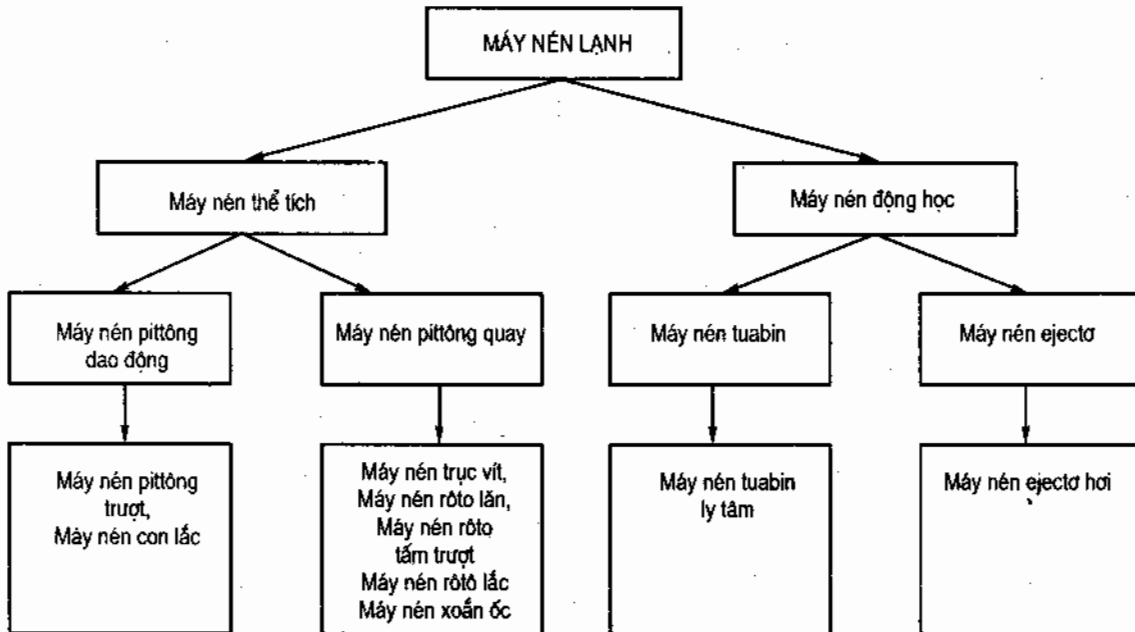 MÁY NÉN LẠNH
Máy nén thể tích
Máy nén động học
Máy nén pittông
dao động
Máy nén pittông quay
Máy nén tuabin
Máy nén ejectơ
Máy nén pittông
trượt,
Máy nén con lắc
Máy nén trục vít,
Máy nén rôto lăn,
Máy nén rôto
tấm trượt
Máy nén rôtô lắc
Máy nén xoắn ốc
Máy nén tuabin
ly tâm
Máy nén ejectơ hơi